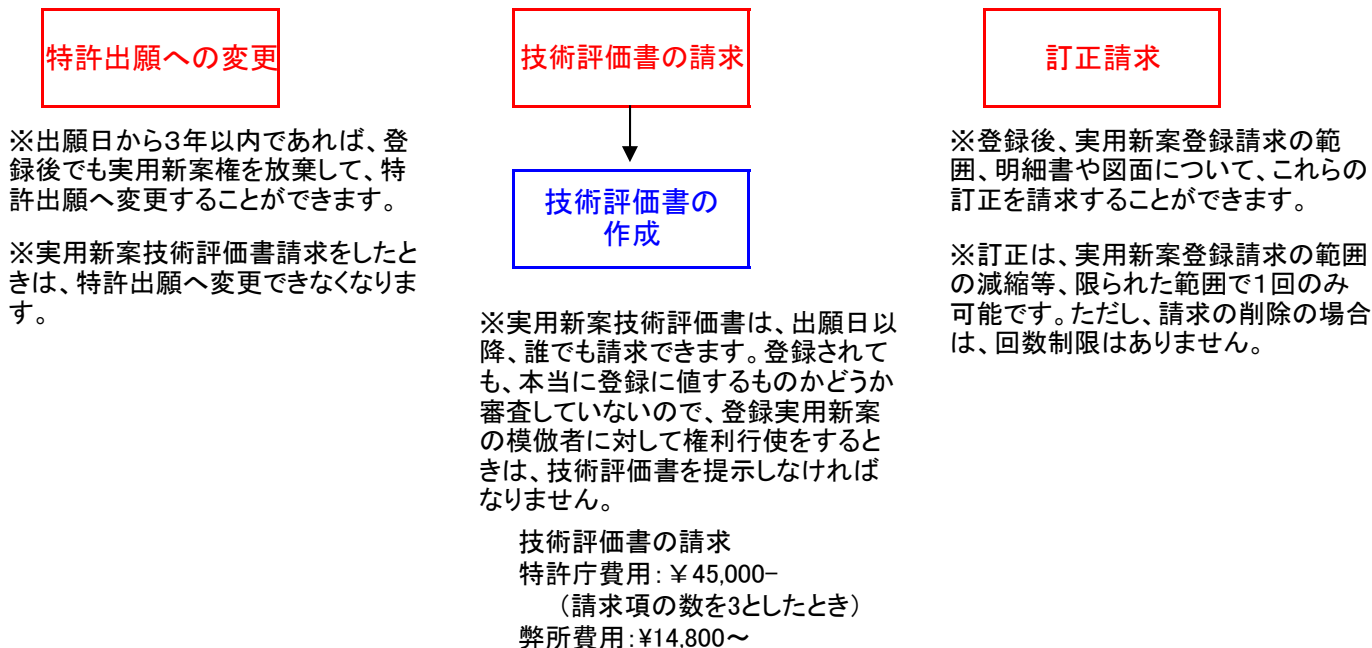 特許出願への変更
※出願日から3年以内であれば、登
録後でも実用新案権を放棄して、特
許出願へ変更することができます。
※実用新案技術評価書請求をしたと
きは、特許出願へ変更できなくなりま
す。
技術評価書の請求
技術評価書の
作成
※実用新案技術評価書は、出願日以
降、誰でも請求できます。登録されて
も、本当に登録に値するものかどうか
審査していないので、登録実用新案
の模倣者に対して権利行使をすると
きは、技術評価書を提示しなければ
なりません。
技術評価書の請求
特許庁費用:￥45,000−
（請求項の数を3としたとき）
弊所費用:¥14,800～
訂正請求
※登録後、実用新案登録請求の範
囲、明細書や図面について、これらの
訂正を請求することができます。
※訂正は、実用新案登録請求の範囲
の減縮等、限られた範囲で1回のみ
可能です。ただし、請求の削除の場合
は、回数制限はありません。